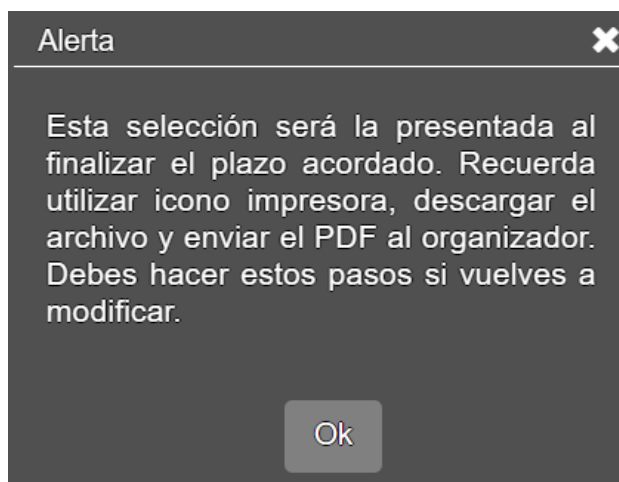 Alerta
Esta selección será la presentada al
finalizar el plazo acordado. Recuerda
utilizar icono impresora, descargar el
archivo y enviar el PDF al organizador.
Debes hacer estos pasos si vuelves a
modificar.
Ok